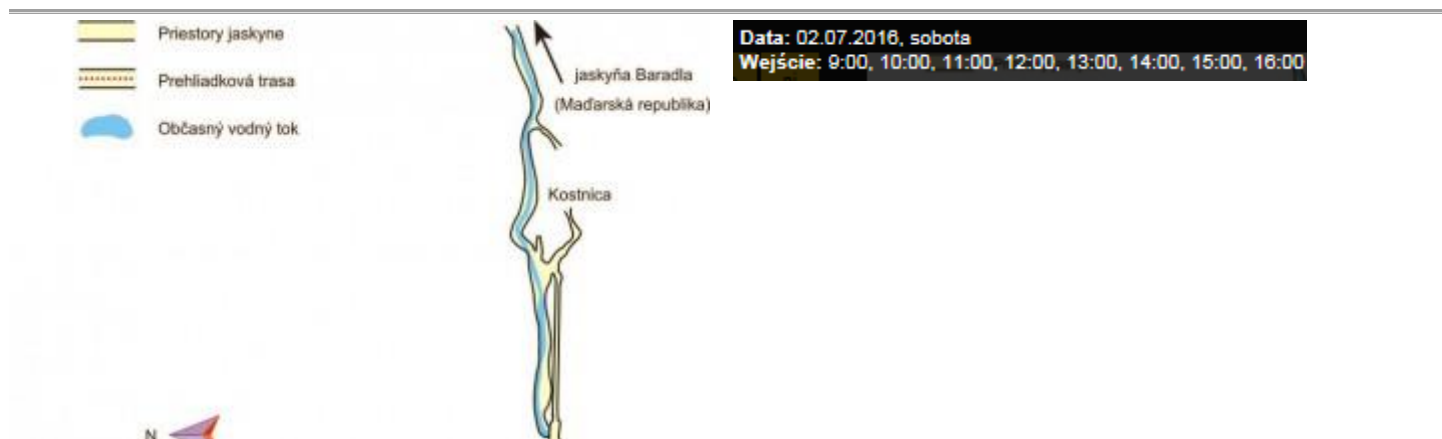 Priestory jaskyne
Prehliadková trasa
Občasný vodný tok
jaskyňa Baradla
(Maďarská republika)
Kostnica
N
Data: 02.07.2016, sobota
Wejście: 9:00, 10:00, 11:00, 12:00, 13:00, 14:00, 15:00, 16:00